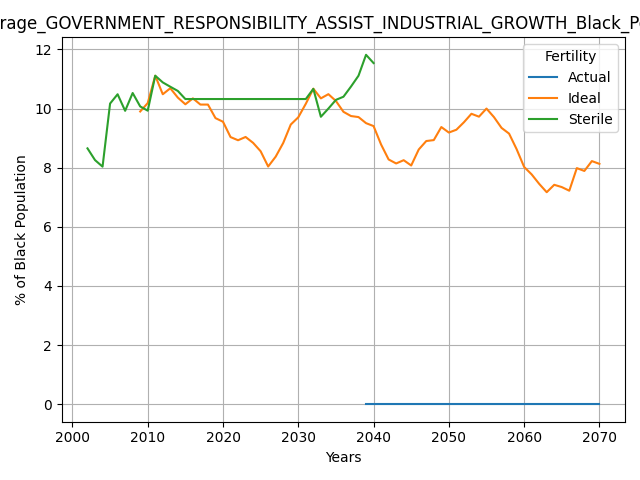 rage_GOVERNMENT_RESPONSIBILITY_ASSIST_INDUSTRIAL_GROWTH_Black_P
Fertility
Actual
Ideal
Sterile
% of Black Population
12
10
8
6
4
2
0
2000 2010 2020 2030 2040 2050 2060 2070
Years